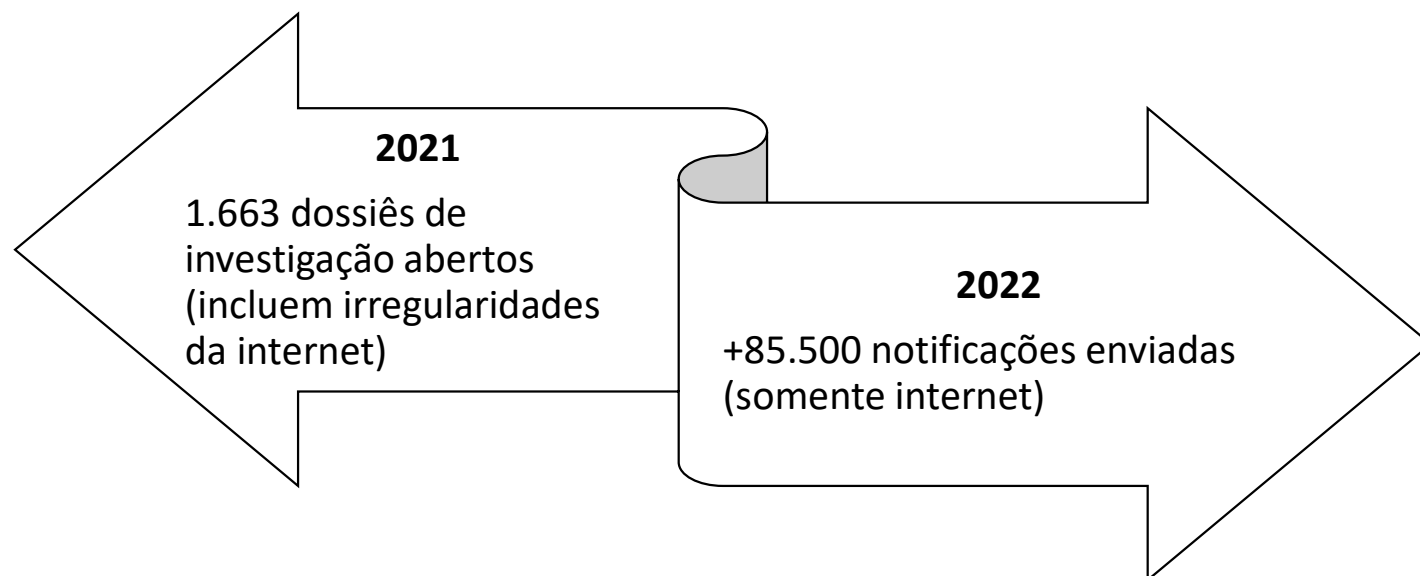 2021
1.663 dossiês de
investigação abertos
(incluem irregularidades
da internet)
2022
+85.500 notificações enviadas
(somente internet)